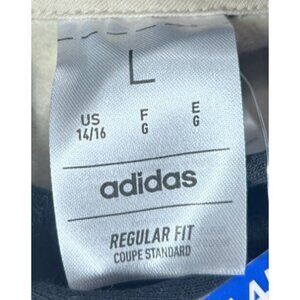 L
US F E
14/16 G G
adidas
REGULAR FIT
COUPE STANDARD